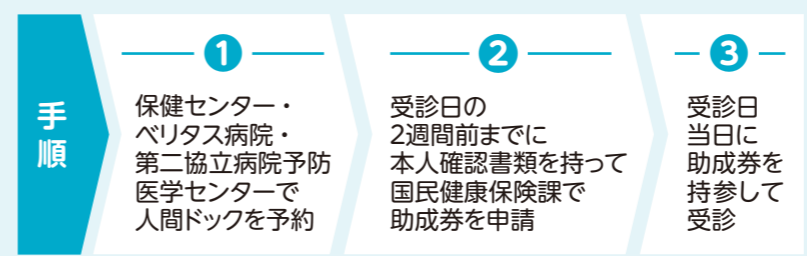 手順
❶
保健センター・
ベリタス病院・
第二協立病院予防
医学センターで
人間ドックを予約
❷
受診日の
2週間前までに
本人確認書類を持って
国民健康保険課で
助成券を申請
❸
受診日
当日に
助成券を
持参して
受診